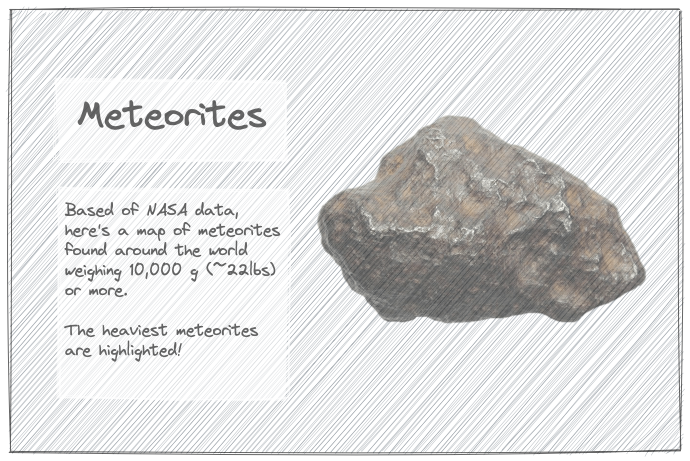 Meteorites
Based of NASA data,
here's a map of meteorites
found around the world
weighing 10,000 g (~22lbs)
or more.
The heaviest meteorites
are highlighted!